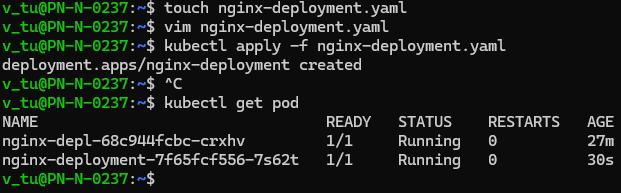 v_tu@PN-N-0237:~$ touch nginx-deployment.yaml
v_tu@PN-N-0237:~$ vim nginx-deployment.yaml
v_tu@PN-N-0237:~$ kubectl apply -f nginx-deployment.yaml
deployment.apps/nginx-deployment created
v_tu@PN-N-0237:~$ ^C
v_tu@PN-N-0237:~$ kubectl get pod
NAME READY STATUS RESTARTS AGE
nginx-depl-68c944fcbc-crxhv 1/1 Running 0 27m
nginx-deployment-7f65fcf556-7s62t 1/1 Running 0 30s
v_tu@PN-N-0237:~$